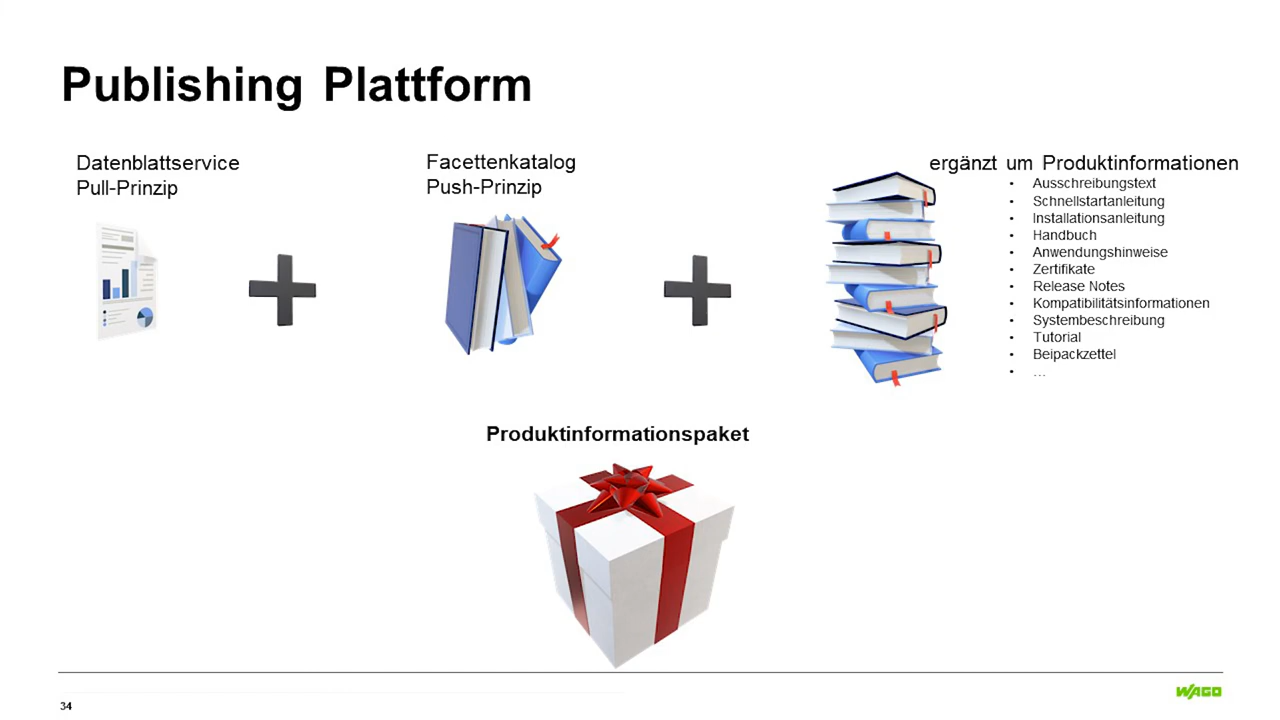 Publishing Plattform
Datenblattservice
Pull-Prinzip
Facettenkatalog
Push-Prinzip
ergänzt um Produktinformationen
• Ausschreibungstext
• Schnellstartanleitung
• Installationsanleitung
• Handbuch
• Anwendungshinweise
• Zertifikate
• Release Notes
• Kompatibilitätsinformationen
• Systembeschreibung
• Tutorial
• Beipackzettel
• ...
Produktinformationspaket
WAGO
34